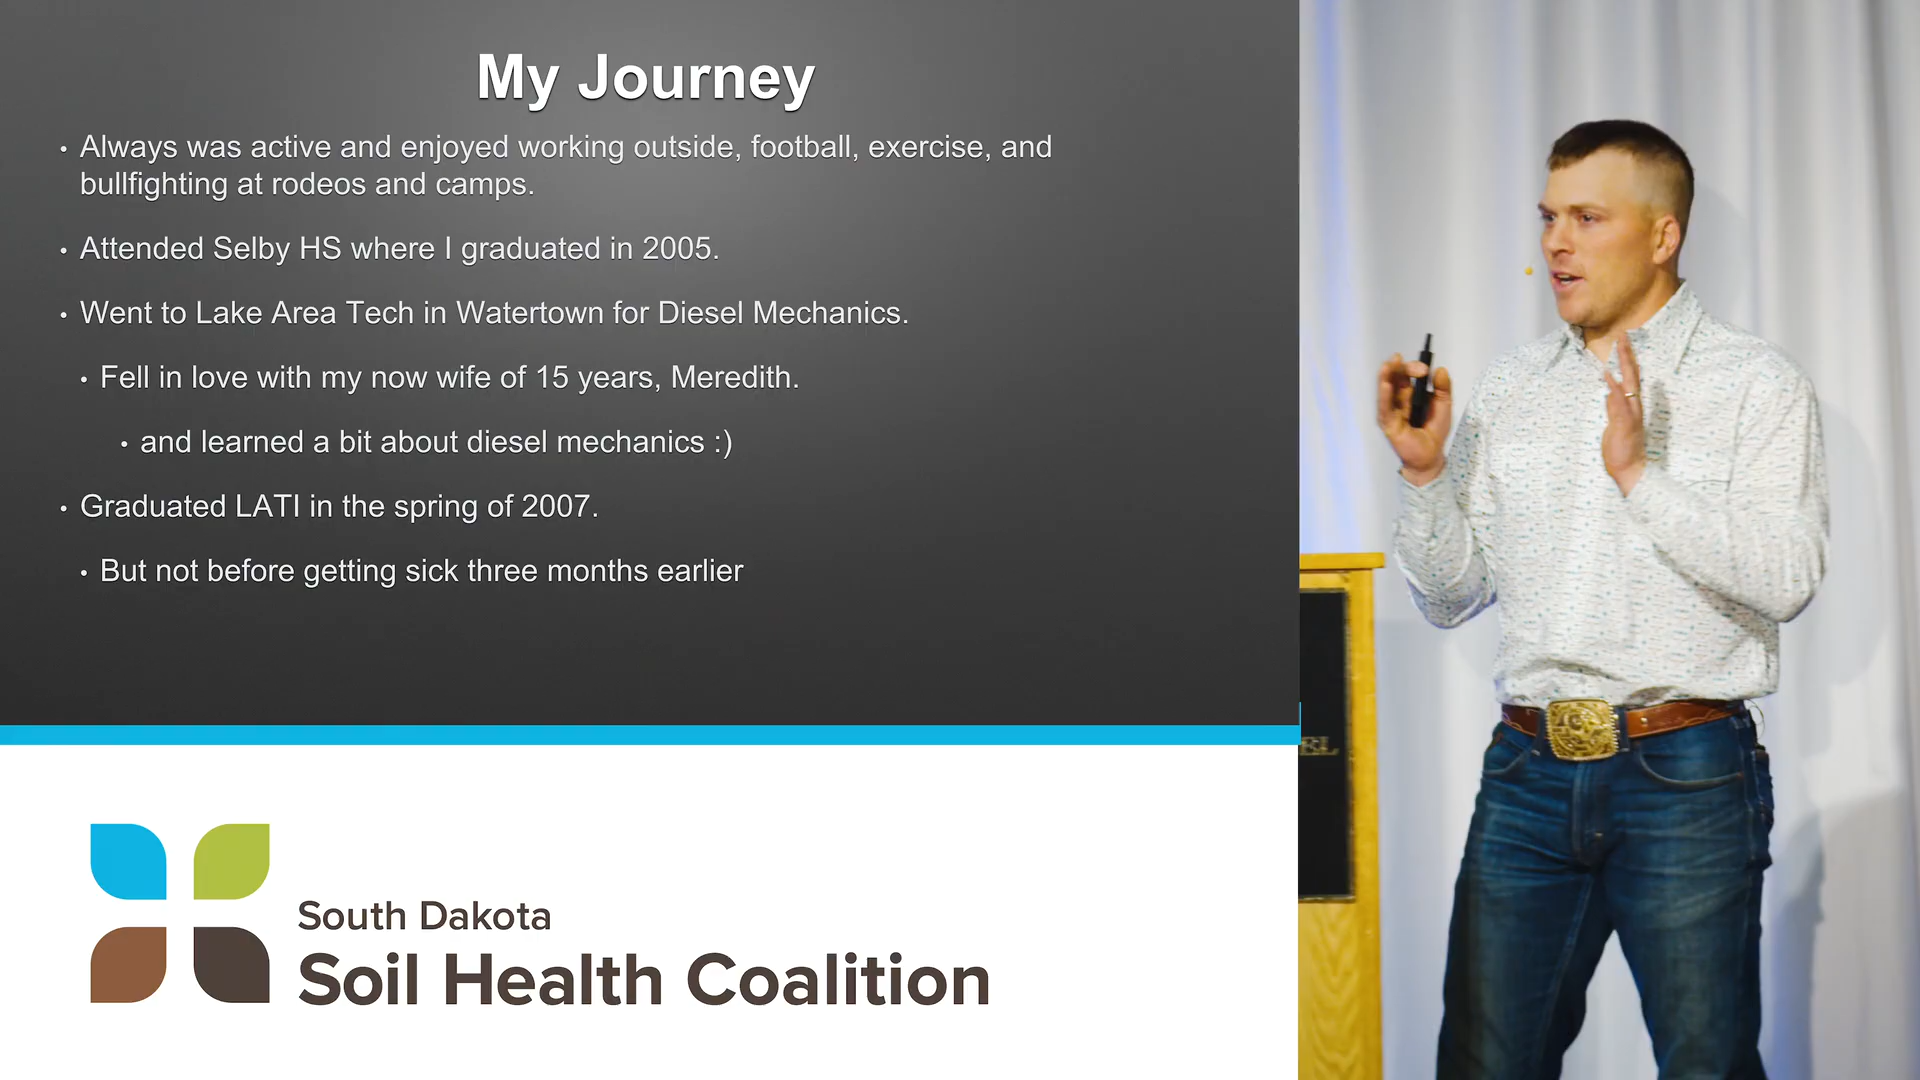 My Journey
• Always was active and enjoyed working outside, football, exercise, and
bullfighting at rodeos and camps.
• Attended Selby HS where I graduated in 2005.
• Went to Lake Area Tech in Watertown for Diesel Mechanics.
• Fell in love with my now wife of 15 years, Meredith.
• and learned a bit about diesel mechanics :)
• Graduated LATI in the spring of 2007.
• But not before getting sick three months earlier
South Dakota
Soil Health Coalition